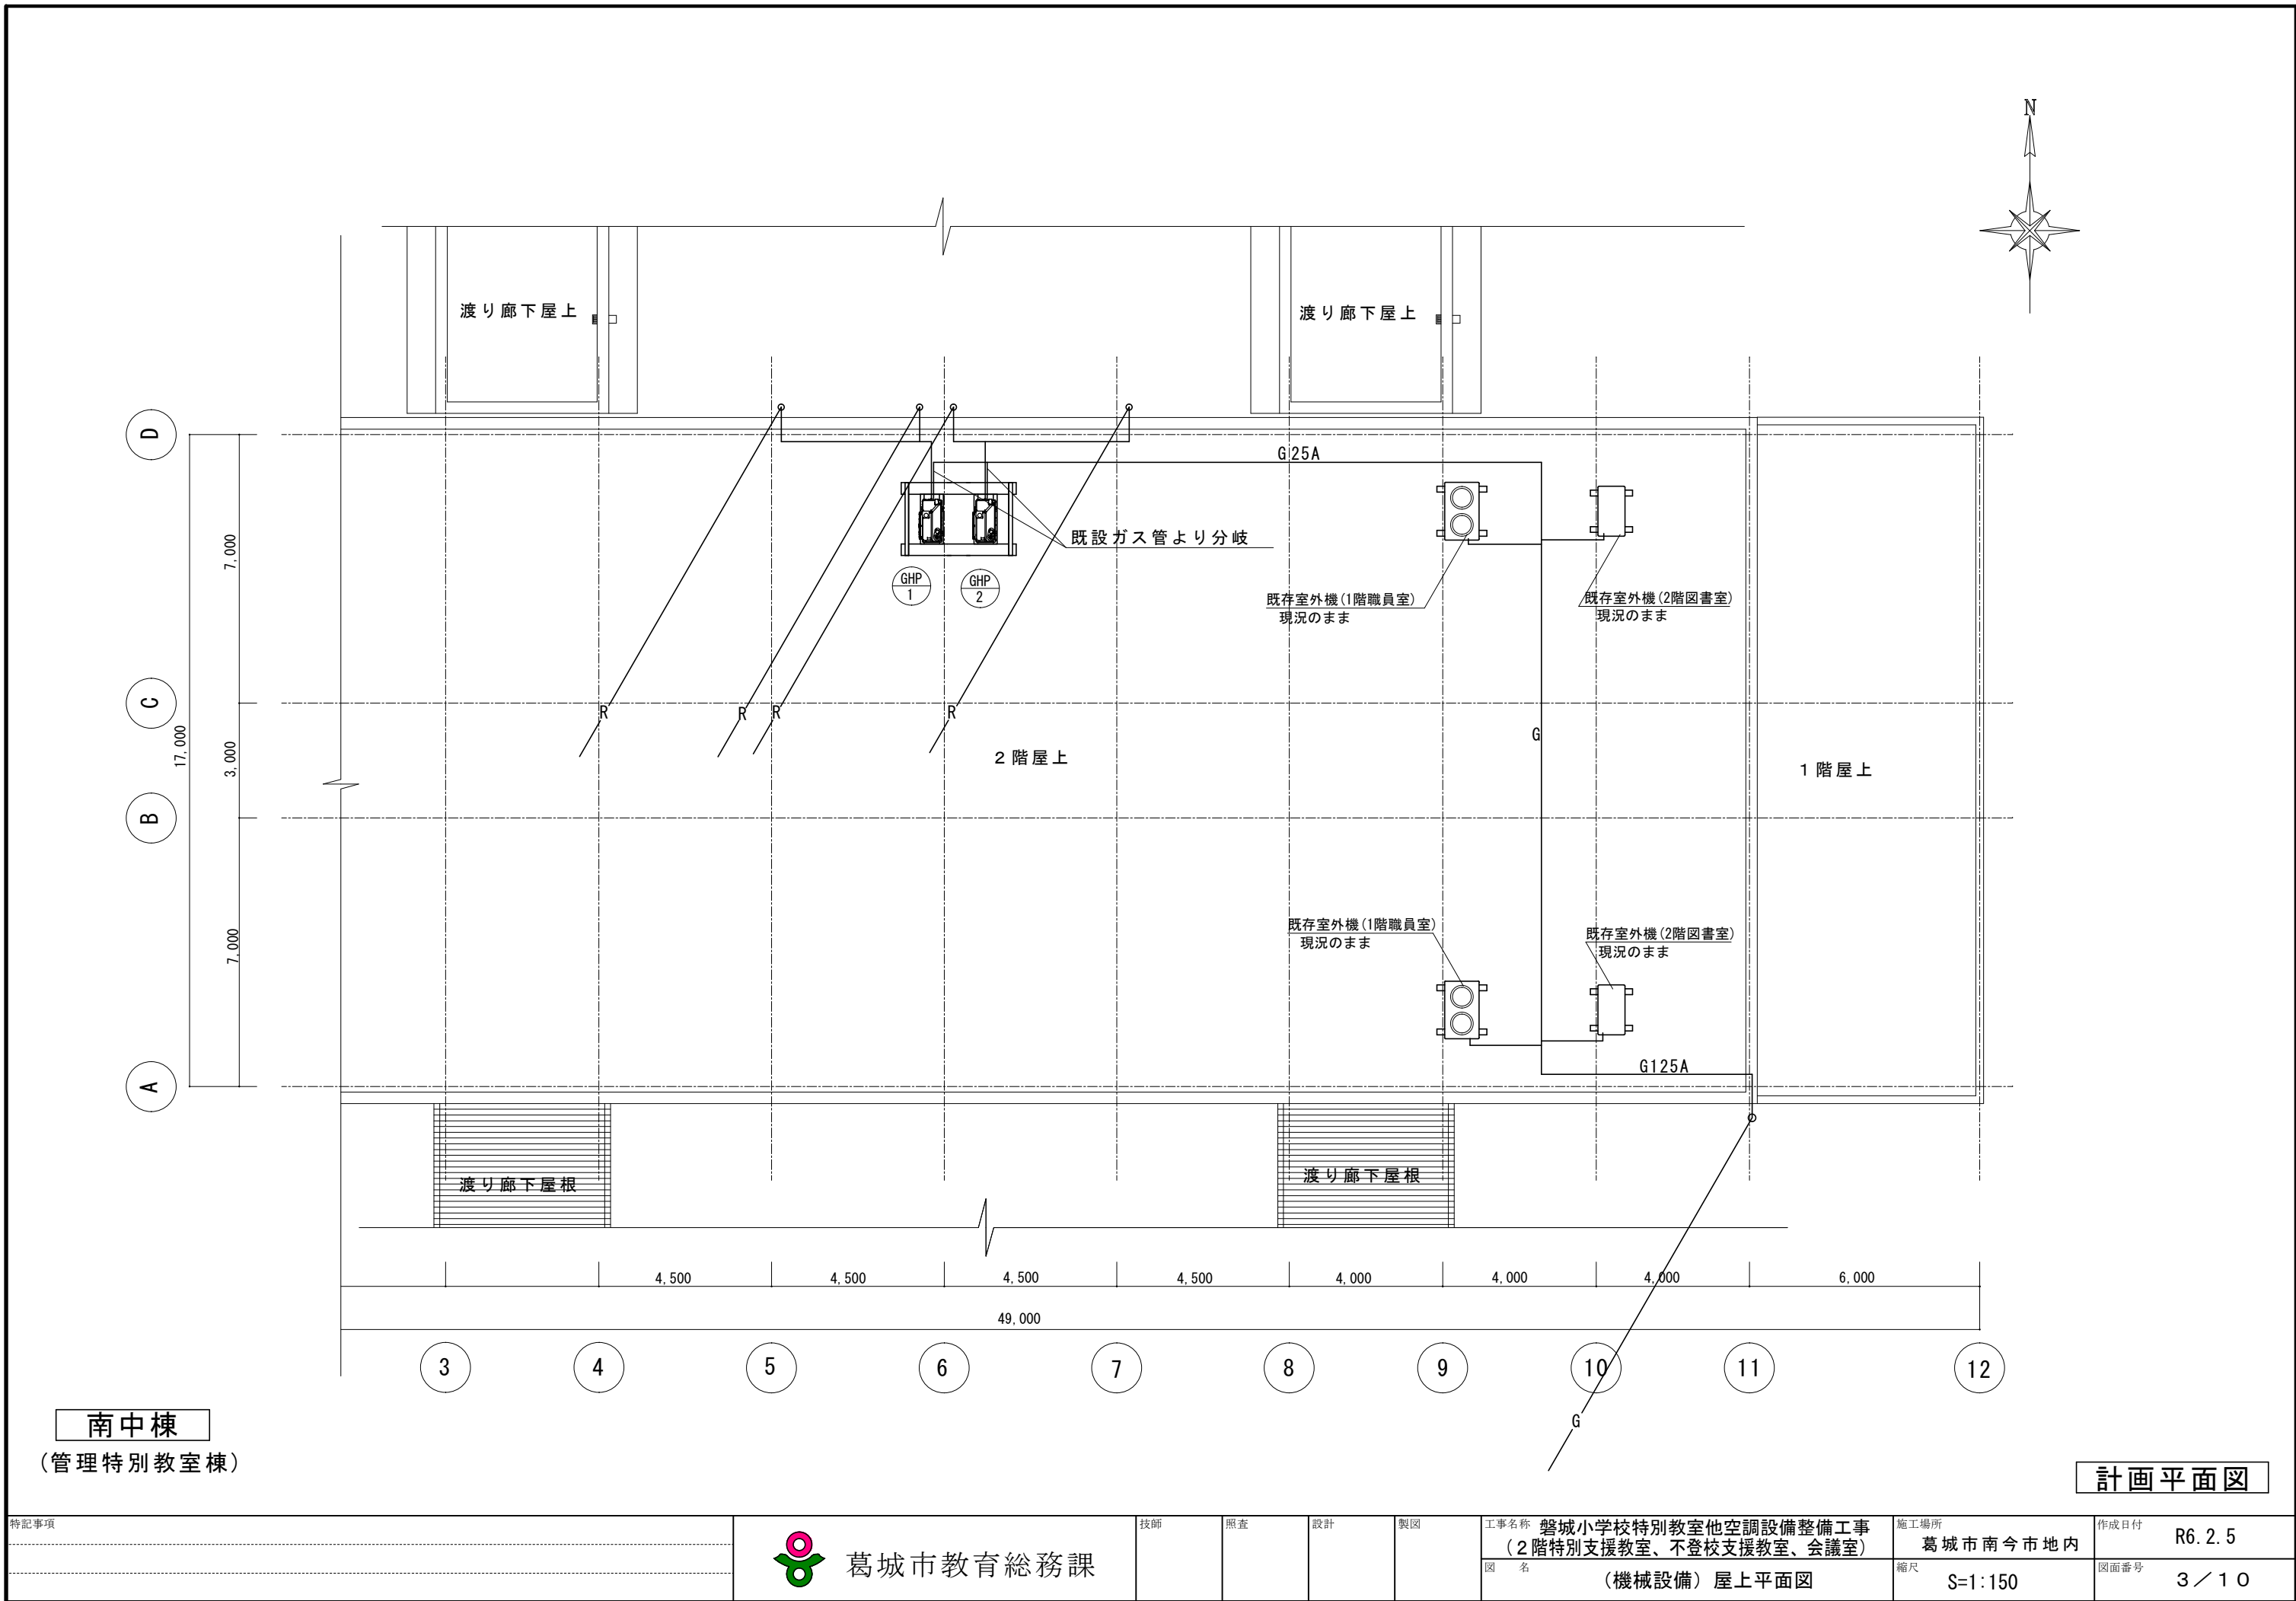 N
渡り廊下屋上
渡り廊下屋上
D
C
B
A
7,000
3,000
7,000
17,000
G25A
既設ガス管より分岐
GHP
1
GHP
2
既存室外機(1階職員室)
現況のまま
既存室外機(2階図書室)
現況のまま
R
R
R
R
G
2階屋上
1階屋上
既存室外機(1階職員室)
現況のまま
既存室外機(2階図書室)
現況のまま
G125A
渡り廊下屋根
渡り廊下屋根
4,500
4,500
4,500
4,500
4,000
4,000
4,000
6,000
49,000
3
4
5
6
7
8
9
10
11
12
G
南中棟
(管理特別教室棟)
計画平面図
特記事項
葛城市教育総務課
技師
照査
設計
製図
工事名称
磐城小学校特別教室他空調設備整備工事
(2階特別支援教室、不登校支援教室、会議室)
図 名
(機械設備)屋上平面図
施工場所
葛城市南今市地内
縮尺
S=1:150
作成日付
R6.2.5
図面番号
3/10